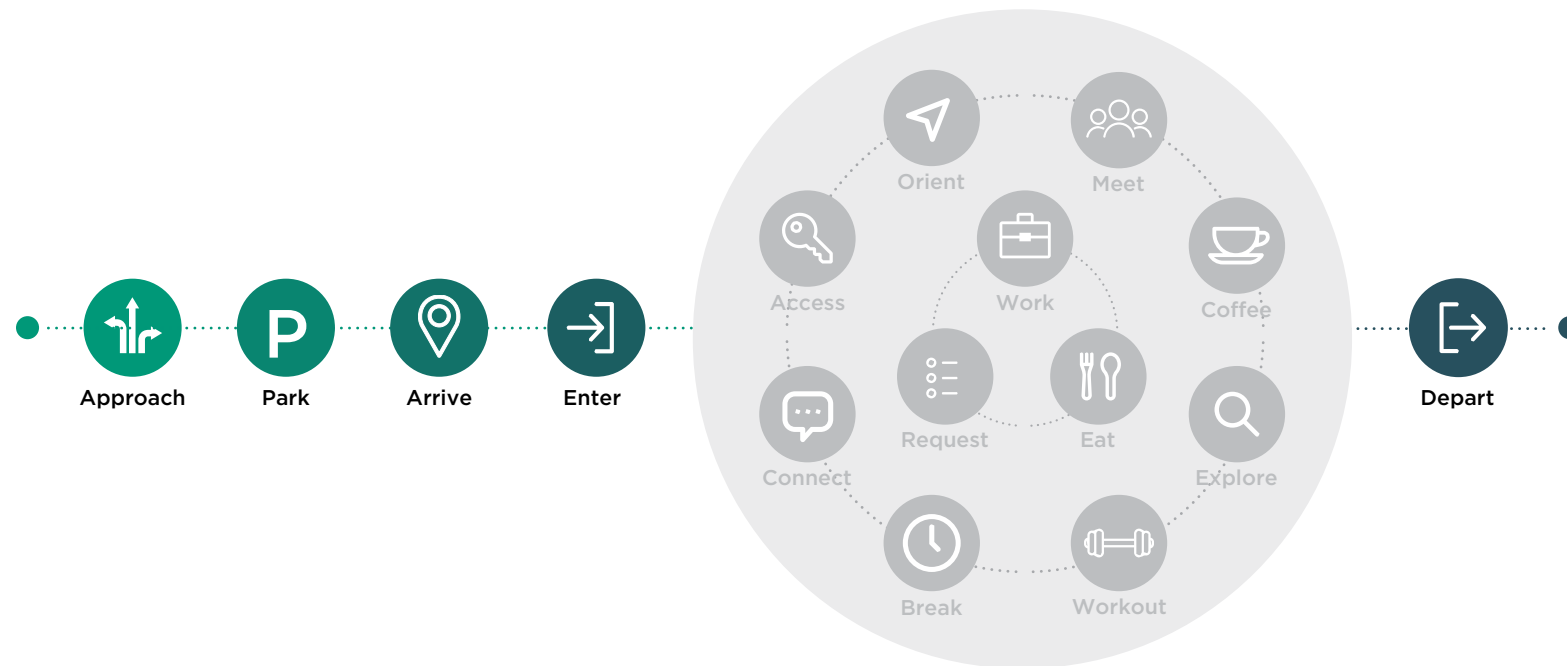 Orient
Meet
Access
Work
Coffee
P
Approach
Park
Arrive
Enter
Depart
Request
Eat
Connect
Explore
Break
Workout